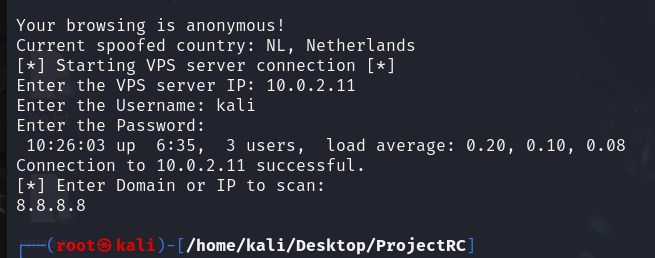 Your browsing is anonymous!
Current spoofed country: NL, Netherlands
[*] Starting VPS server connection [*]
Enter the VPS server IP: 10.0.2.11
Enter the Username: kali
Enter the Password:
 10:26:03 up  6:35,  3 users,  load average: 0.20, 0.10, 0.08
Connection to 10.0.2.11 successful.
[*] Enter Domain or IP to scan:
8.8.8.8
┌──(root㉿kali)-[/home/kali/Desktop/ProjectRC]